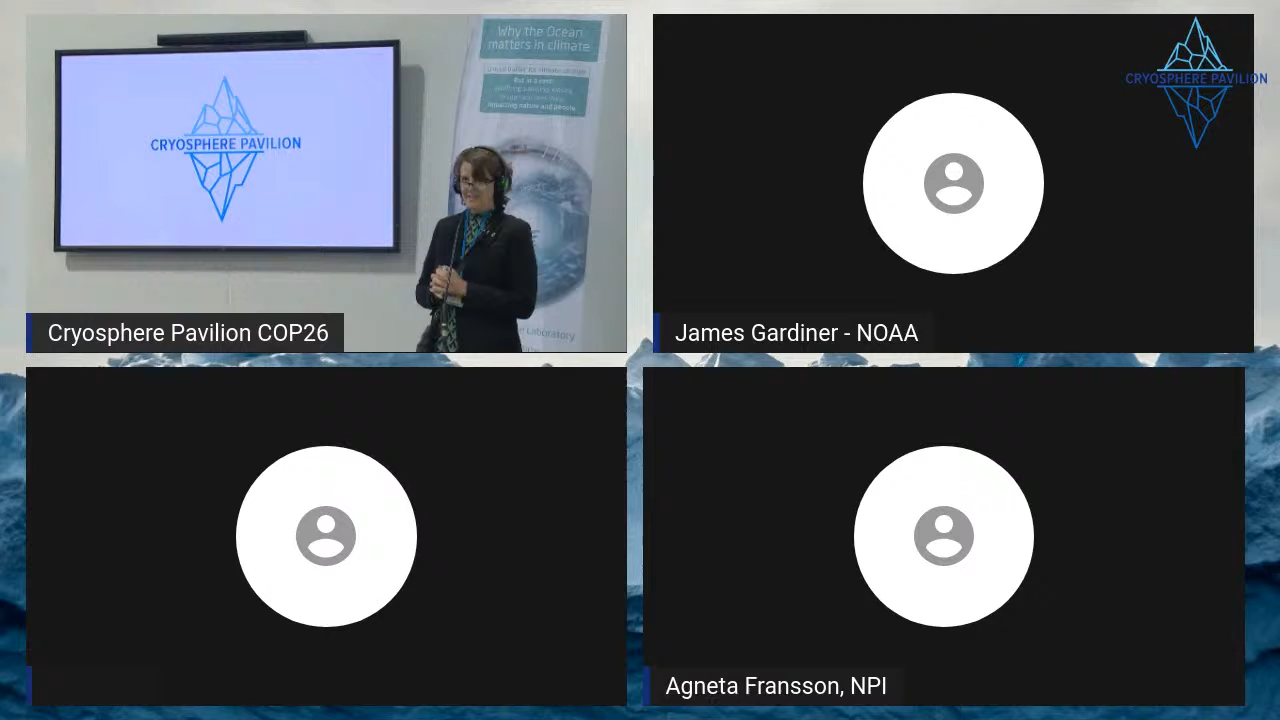 Why the Ocean
matters in climate
CRYOSPHERE PAVILION
CRYOSPHERE PAVILION
Laboratory
Cryosphere Pavilion COP26
James Gardiner - NOAA
Agneta Fransson, NPI